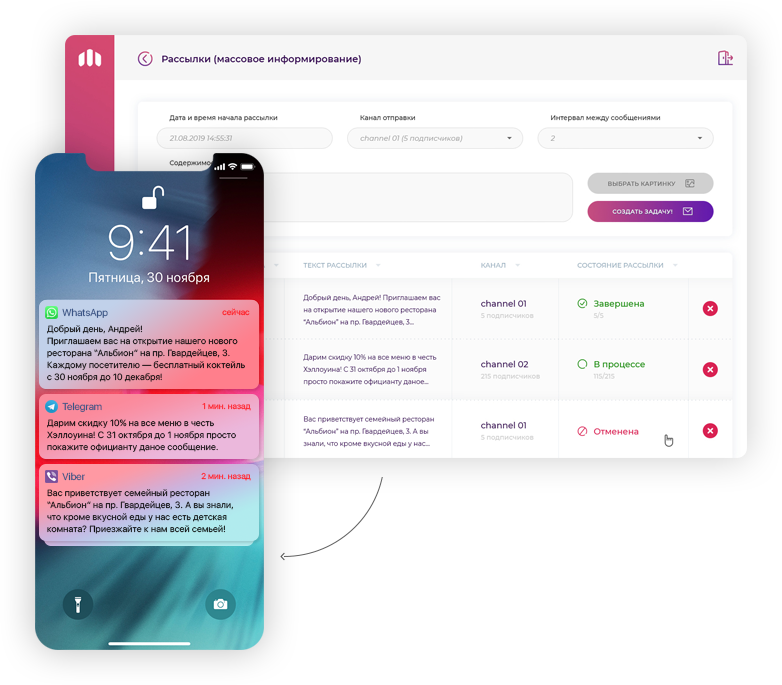 Рассылки (массовое информирование)
Дата и время начала рассылки
Канал отправки
Интервал между сообщениями
21.08.2019 14:55:31
channel 01 (5 подписчиков)
2
ВЫБРАТЬ КАРТИНКУ
СОЗДАТЬ ЗАДАЧУ!
ТЕКСТ РАССЫЛКИ
КАНАЛ
СОСТОЯНИЕ РАССЫЛКИ
Добрый день, Андрей! Приглашаем вас
на открытие нашего нового ресторана
“Альбион” на пр. Гвардейцев, 3...
channel 01
5 подписчиков
Завершена
5/5
Дарим скидку 10% на все меню в честь
Хэллоуина! С 31 октября до 1 ноября
просто покажите официанту данное...
channel 02
215 подписчиков
В процессе
115/215
Вас приветствует семейный ресторан
“Альбион” на пр. Гвардейцев, 3. А вы
знали, что кроме вкусной еды у нас...
channel 01
5 подписчиков
Отменена
9:41
Пятница, 30 ноября
WhatsApp
сейчас
Добрый день, Андрей!
Приглашаем вас на открытие нашего нового
ресторана “Альбион” на пр. Гвардейцев, 3.
Каждому посетителю — бесплатный коктейль
с 30 ноября до 10 декабря!
Telegram
1 мин. назад
Дарим скидку 10% на все меню в честь
Хэллоуина! С 31 октября до 1 ноября просто
покажите официанту даное сообщение.
Viber
2 мин. назад
Вас приветствует семейный ресторан
“Альбион” на пр. Гвардейцев, 3. А вы знали,
что кроме вкусной еды у нас есть детская
комната? Приезжайте к нам всей семьей!